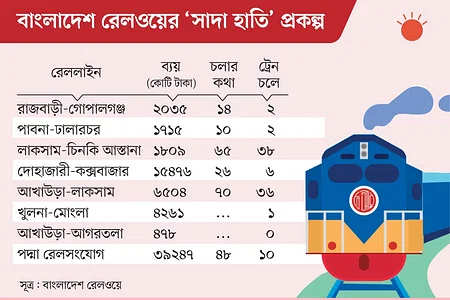 বাংলাদেশ রেলওয়ের ‘সাদা হাতি’ প্রকল্প
রেললাইন ব্যয় (কোটি টাকা) চলার কথা ট্রেন চলে
রাজবাড়ী-গোপালগঞ্জ ২০৩৫ ১৪ ২
পাবনা-ঢালারচর ১৭১৫ ১০ ২
লাকসাম-চিনকি আস্তানা ১৮০৯ ৬৫ ৩৮
দোহাজারী-কক্সবাজার ১৫৪৭৬ ২৬ ৬
আখাউড়া-লাকসাম ৬৫০৪ ৭০ ৩৬
খুলনা-মোংলা ৪২৬১ ... ১
আখাউড়া-আগরতলা ৪৭৮ ... ০
পদ্মা রেলসংযোগ ৩৯২৪৭ ৪৮ ১০
সূত্র : বাংলাদেশ রেলওয়ে